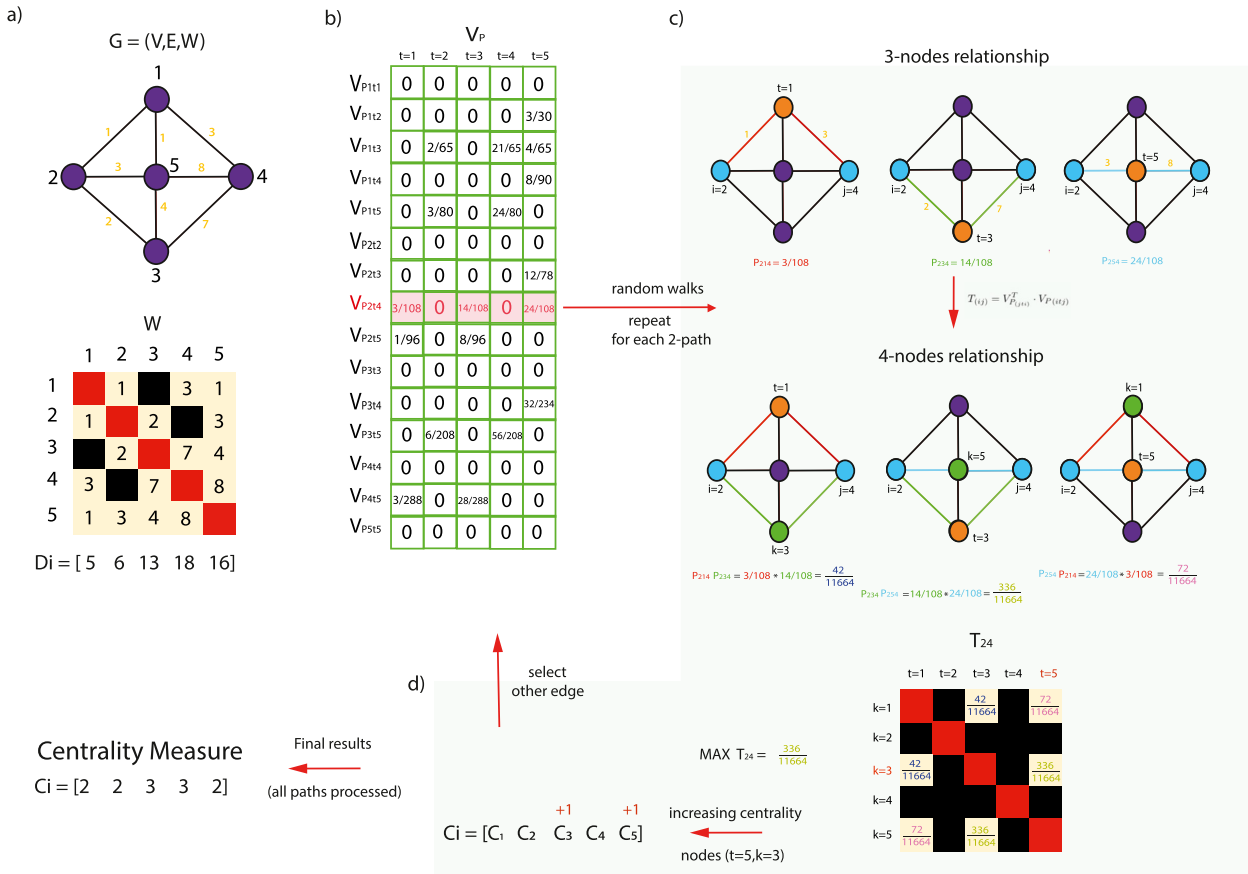 a)
G = (V,E,W)
1
1
1
3
2
3
5
8
4
2
4
7
3
W
1 2 3 4 5
1 1 3 1
2 1 2 3
3 2 7 4
4 3 7 8
5 1 3 4 8
Di = [ 5 6 13 18 16]
b)
VP
t=1 t=2 t=3 t=4 t=5
VP1t1 0 0 0 0 0
VP1t2 0 0 0 0 3/30
VP1t3 0 2/65 0 21/65 4/65
VP1t4 0 0 0 0 8/90
VP1t5 0 3/80 0 24/80 0
VP2t2 0 0 0 0 0
VP2t3 0 0 0 0 12/78
VP2t4 3/108 0 14/108 0 24/108
VP2t5 1/96 0 8/96 0 0
VP3t3 0 0 0 0 0
VP3t4 0 0 0 0 32/234
VP3t5 0 6/208 0 56/208 0
VP4t4 0 0 0 0 0
VP4t5 3/288 0 28/288 0 0
VP5t5 0 0 0 0 0
random walks
repeat
for each 2-path
c)
3-nodes relationship
t=1
1 3
i=2 j=4
P214 = 3/108
i=2 j=4
2 7
t=3
P234 = 14/108
t=5
3 8
i=2 j=4
P254 = 24/108
T(ij) = V^T P(jti) · VP(itj)
4-nodes relationship
t=1
i=2 j=4
k=3
P214 P234 = 3/108 * 14/108 = 42/11664
k=5
i=2 j=4
t=3
P234 P254 = 14/108 * 24/108 = 336/11664
k=1
t=5
i=2 j=4
P254 P214 = 24/108 * 3/108 = 72/11664
T24
t=1 t=2 t=3 t=4 t=5
k=1 42/11664 72/11664
k=2
k=3 42/11664 336/11664
k=4
k=5 72/11664 336/11664
d)
MAX T24 = 336/11664
increasing centrality
nodes (t=5,k=3)
+1 +1
Ci = [C1 C2 C3 C4 C5]
select
other edge
Final results
(all paths processed)
Centrality Measure
Ci = [2 2 3 3 2]